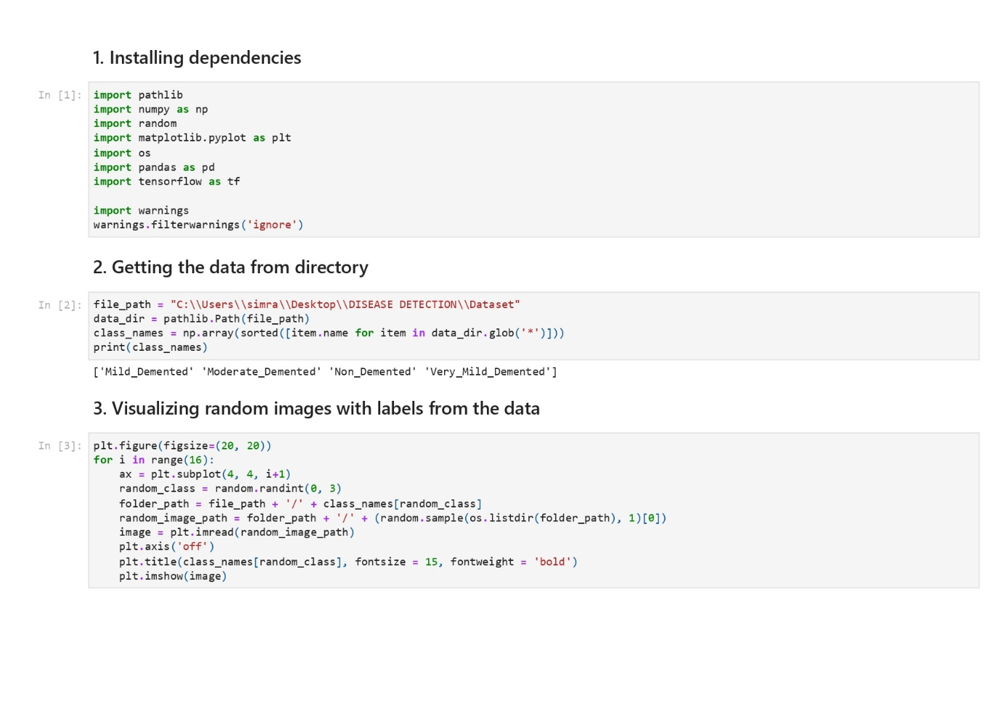 1. Installing dependencies
In [1]:
import pathlib
import numpy as np
import random
import matplotlib.pyplot as plt
import os
import pandas as pd
import tensorflow as tf

import warnings
warnings.filterwarnings('ignore')
2. Getting the data from directory
In [2]:
file_path = "C:\\Users\\simra\\Desktop\\DISEASE DETECTION\\Dataset"
data_dir = pathlib.Path(file_path)
class_names = np.array(sorted([item.name for item in data_dir.glob('*')]))
print(class_names)
['Mild_Demented' 'Moderate_Demented' 'Non_Demented' 'Very_Mild_Demented']
3. Visualizing random images with labels from the data
In [3]:
plt.figure(figsize=(20, 20))
for i in range(16):
    ax = plt.subplot(4, 4, i+1)
    random_class = random.randint(0, 3)
    folder_path = file_path + '/' + class_names[random_class]
    random_image_path = folder_path + '/' + (random.sample(os.listdir(folder_path), 1)[0])
    image = plt.imread(random_image_path)
    plt.axis('off')
    plt.title(class_names[random_class], fontsize = 15, fontweight = 'bold')
    plt.imshow(image)